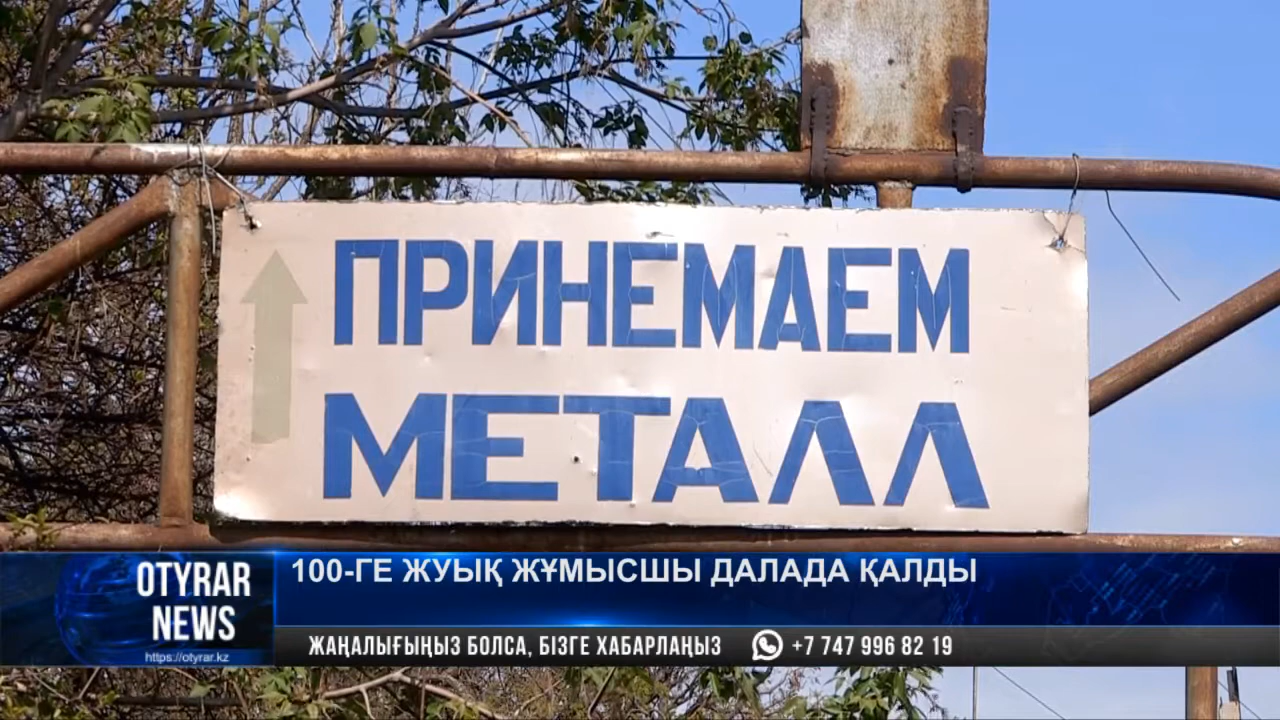 ПРИНЕМАЕМ
МЕТАЛЛ
OTYRAR
NEWS
https://otyrar.kz
100-ГЕ ЖУЫҚ ЖҰМЫСШЫ ДАЛАДА ҚАЛДЫ
ЖАҢАЛЫҒЫҢЫЗ БОЛСА, БІЗГЕ ХАБАРЛАҢЫЗ +7 747 996 82 19